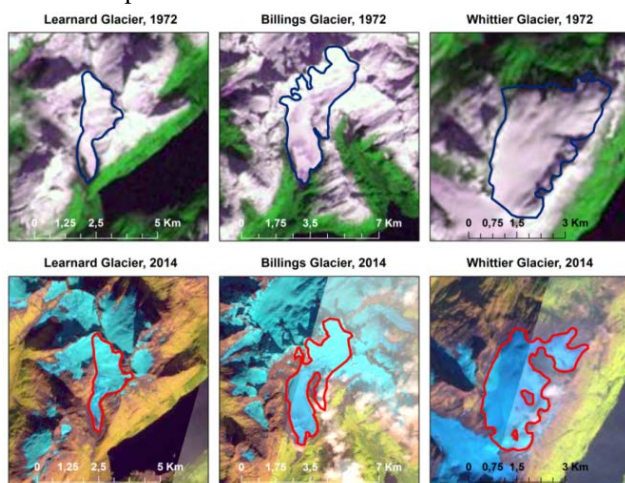 Learnard Glacier, 1972
Billings Glacier, 1972
Whittier Glacier, 1972
0 1,25 2,5 5 Km
0 1,75 3,5 7 Km
0 0,75 1,5 3 Km
Learnard Glacier, 2014
Billings Glacier, 2014
Whittier Glacier, 2014
0 1,25 2,5 5 Km
0 1,75 3,5 7 Km
0 0,75 1,5 3 Km